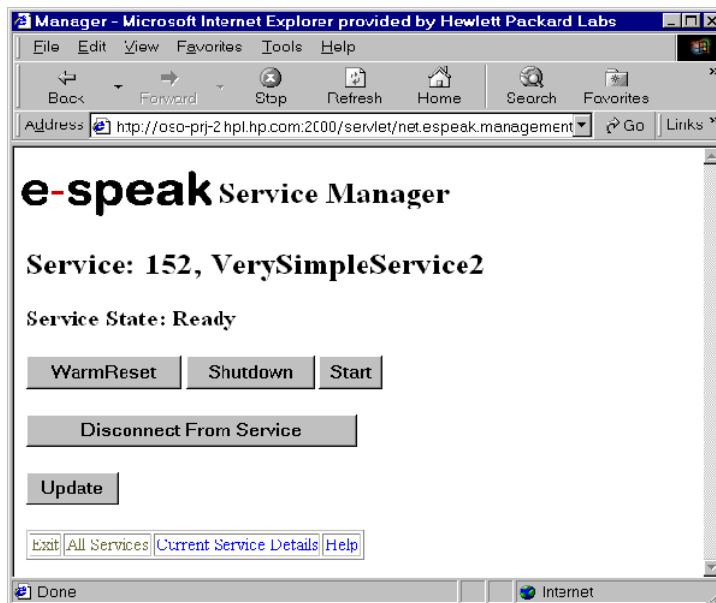 Manager - Microsoft Internet Explorer provided by Hewlett Packard Labs
File Edit View Favorites Tools Help
Back Forward Stop Refresh Home Search Favorites »
Address http://oso-prj-2.hpl.hp.com:2000/servlet/net.espeak.management Go Links »
e-speak Service Manager
Service: 152, VerySimpleService2
Service State: Ready
WarmReset Shutdown Start
Disconnect From Service
Update
Exit All Services Current Service Details Help
Done Internet